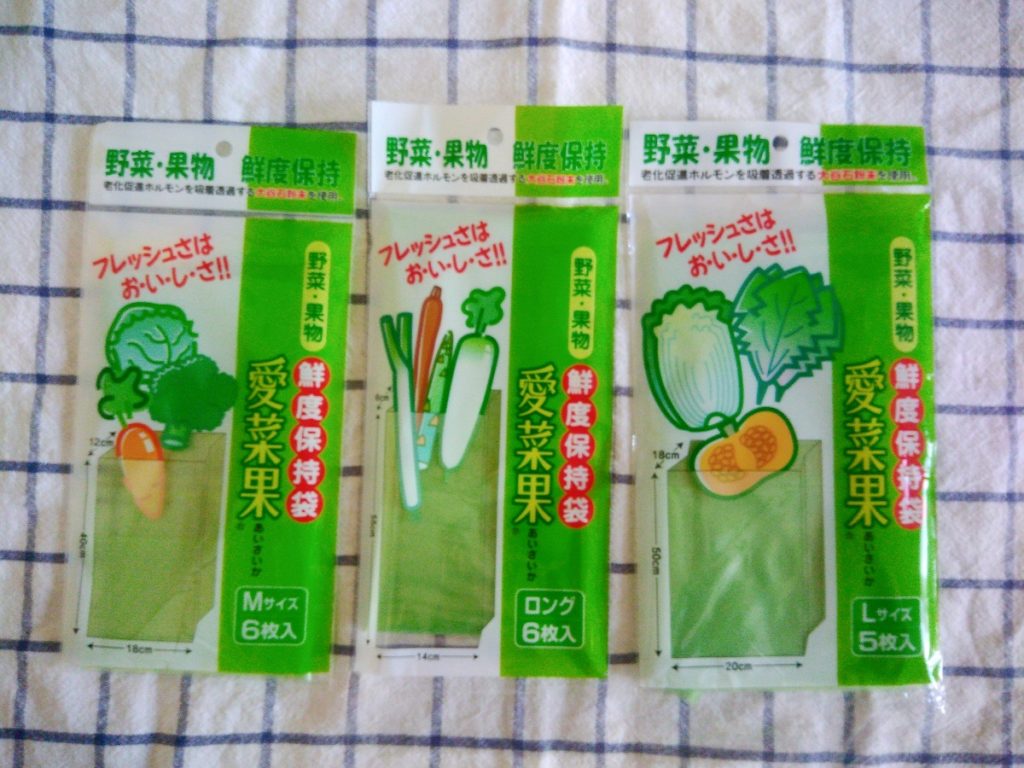 野菜・果物 鮮度保持
老化促進ホルモンを吸着透過する大谷石粉末を使用。
フレッシュさは
お・い・し・さ!!
野菜・果物
鮮度保持袋
愛菜果
あいさいか
12cm
40cm
18cm
Mサイズ
6枚入
野菜・果物 鮮度保持
老化促進ホルモンを吸着透過する大谷石粉末を使用。
フレッシュさは
お・い・し・さ!!
野菜・果物
鮮度保持袋
愛菜果
あいさいか
14cm
ロング
6枚入
野菜・果物 鮮度保持
老化促進ホルモンを吸着透過する大谷石粉末を使用。
フレッシュさは
お・い・し・さ!!
野菜・果物
鮮度保持袋
愛菜果
あいさいか
18cm
50cm
20cm
Lサイズ
5枚入